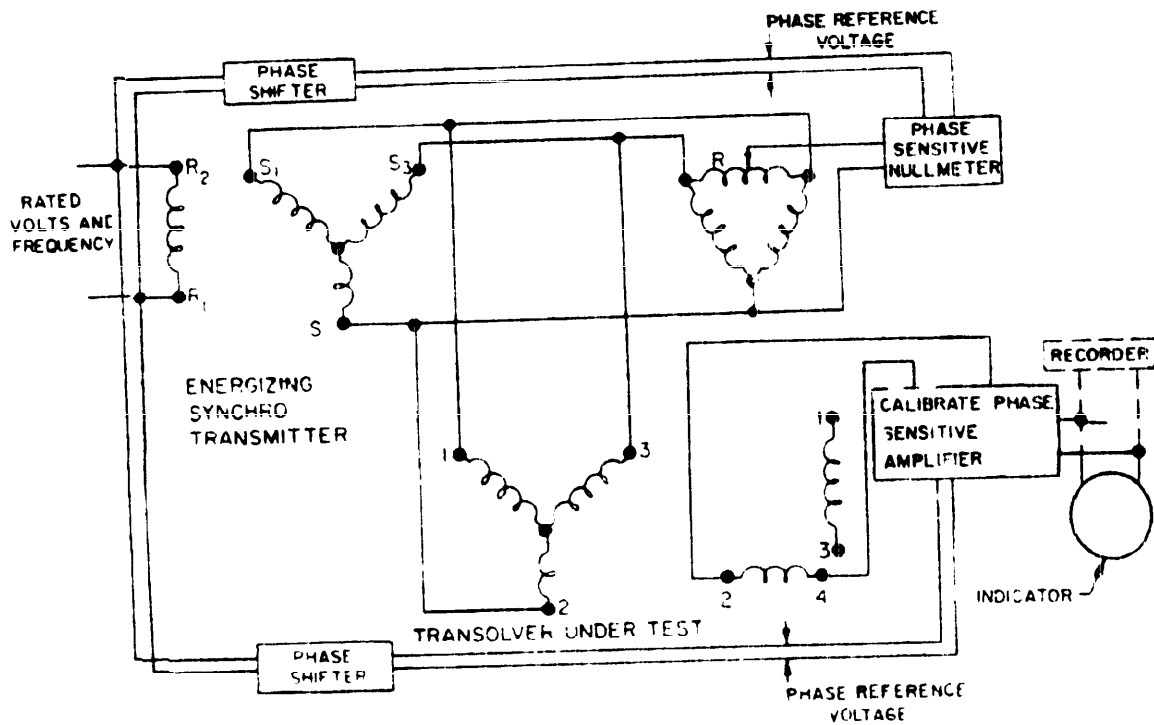 PHASE REFERENCE
VOLTAGE
PHASE
SHIFTER
PHASE
SENSITIVE
NULLMETER
R2
S1
S3
R
RATED
VOLTS AND
FREQUENCY
R1
S
ENERGIZING
SYNCHRO
TRANSMITTER
RECORDER
CALIBRATE PHASE
SENSITIVE
AMPLIFIER
1
1
3
3
2
4
2
INDICATOR
TRANSOLVER UNDER TEST
PHASE
SHIFTER
PHASE REFERENCE
VOLTAGE